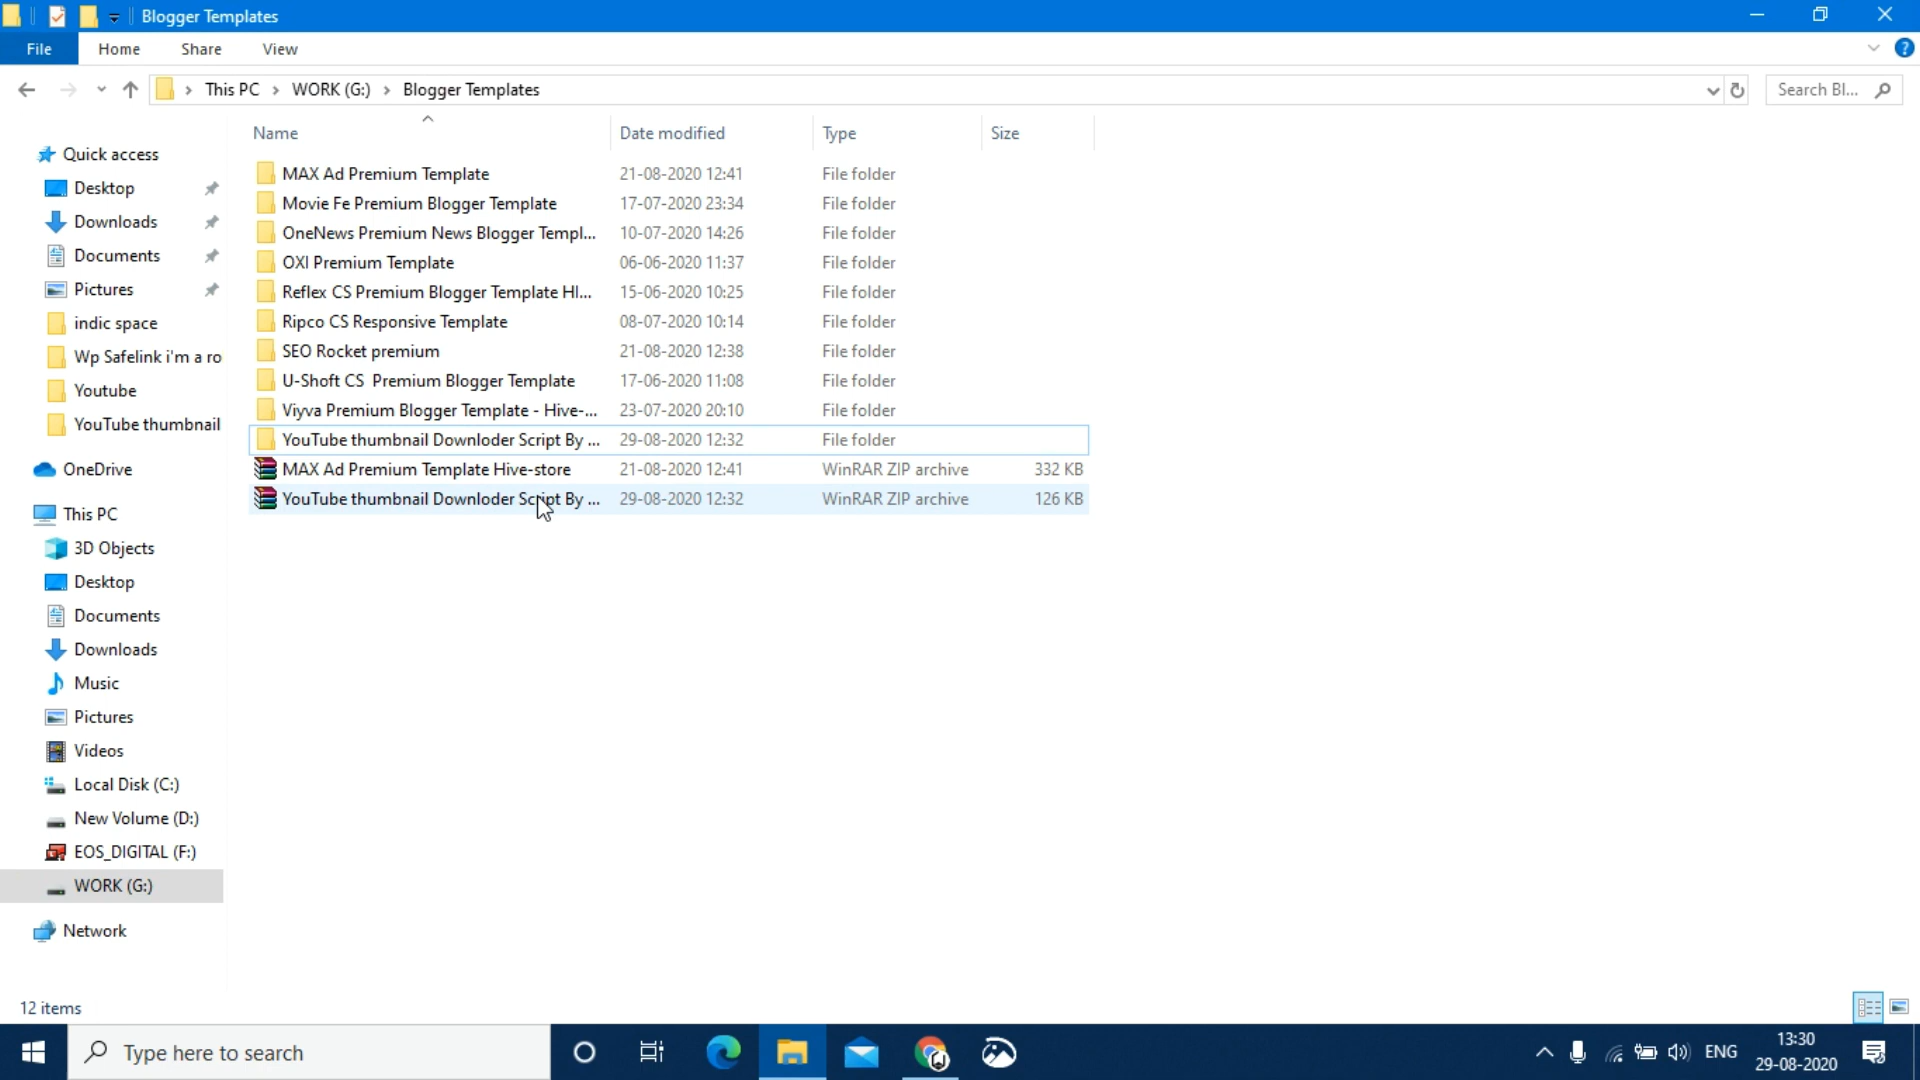 Blogger Templates
File Home Share View
This PC WORK (G:) Blogger Templates
Search Bl...
Name Date modified Type Size
Quick access
Desktop
Downloads
Documents
Pictures
indic space
Wp Safelink i'm a ro
Youtube
YouTube thumbnail
OneDrive
This PC
3D Objects
Desktop
Documents
Downloads
Music
Pictures
Videos
Local Disk (C:)
New Volume (D:)
EOS_DIGITAL (F:)
WORK (G:)
Network
MAX Ad Premium Template 21-08-2020 12:41 File folder
Movie Fe Premium Blogger Template 17-07-2020 23:34 File folder
OneNews Premium News Blogger Templ... 10-07-2020 14:26 File folder
OXI Premium Template 06-06-2020 11:37 File folder
Reflex CS Premium Blogger Template HI... 15-06-2020 10:25 File folder
Ripco CS Responsive Template 08-07-2020 10:14 File folder
SEO Rocket premium 21-08-2020 12:38 File folder
U-Shoft CS Premium Blogger Template 17-06-2020 11:08 File folder
Viyva Premium Blogger Template - Hive-... 23-07-2020 20:10 File folder
YouTube thumbnail Downloder Script By ... 29-08-2020 12:32 File folder
MAX Ad Premium Template Hive-store 21-08-2020 12:41 WinRAR ZIP archive 332 KB
YouTube thumbnail Downloder Script By ... 29-08-2020 12:32 WinRAR ZIP archive 126 KB
12 items
Type here to search
ENG
13:30
29-08-2020